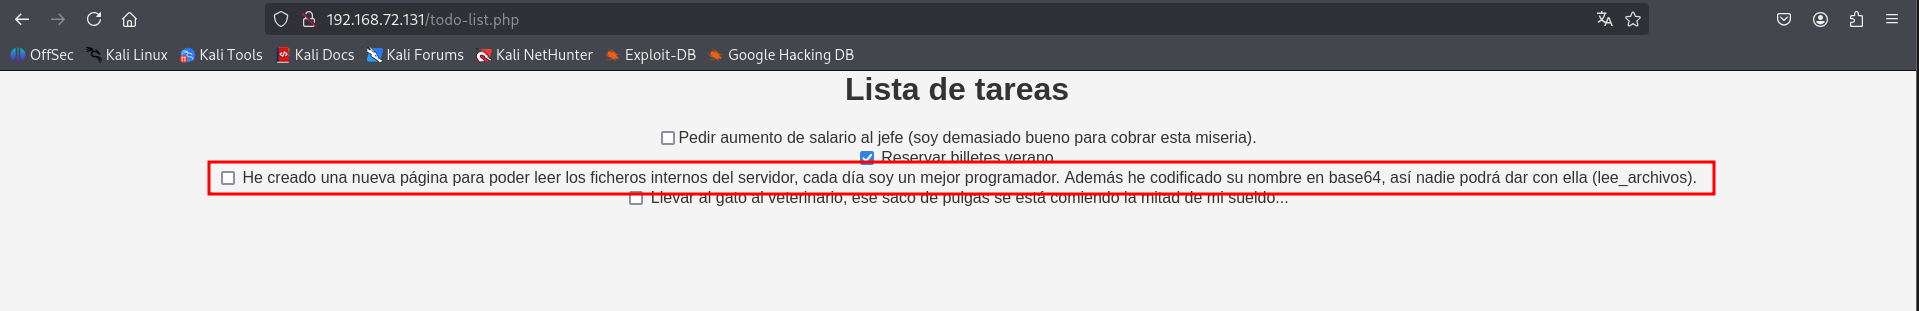 192.168.72.131/todo-list.php
OffSec Kali Linux Kali Tools Kali Docs Kali Forums Kali NetHunter Exploit-DB Google Hacking DB
Lista de tareas
Pedir aumento de salario al jefe (soy demasiado bueno para cobrar esta miseria).
Reservar billetes verano
He creado una nueva página para poder leer los ficheros internos del servidor, cada día soy un mejor programador. Además he codificado su nombre en base64, así nadie podrá dar con ella (lee_archivos).
Llevar al gato al veterinario, ese saco de pulgas se está comiendo la mitad de mi sueldo...